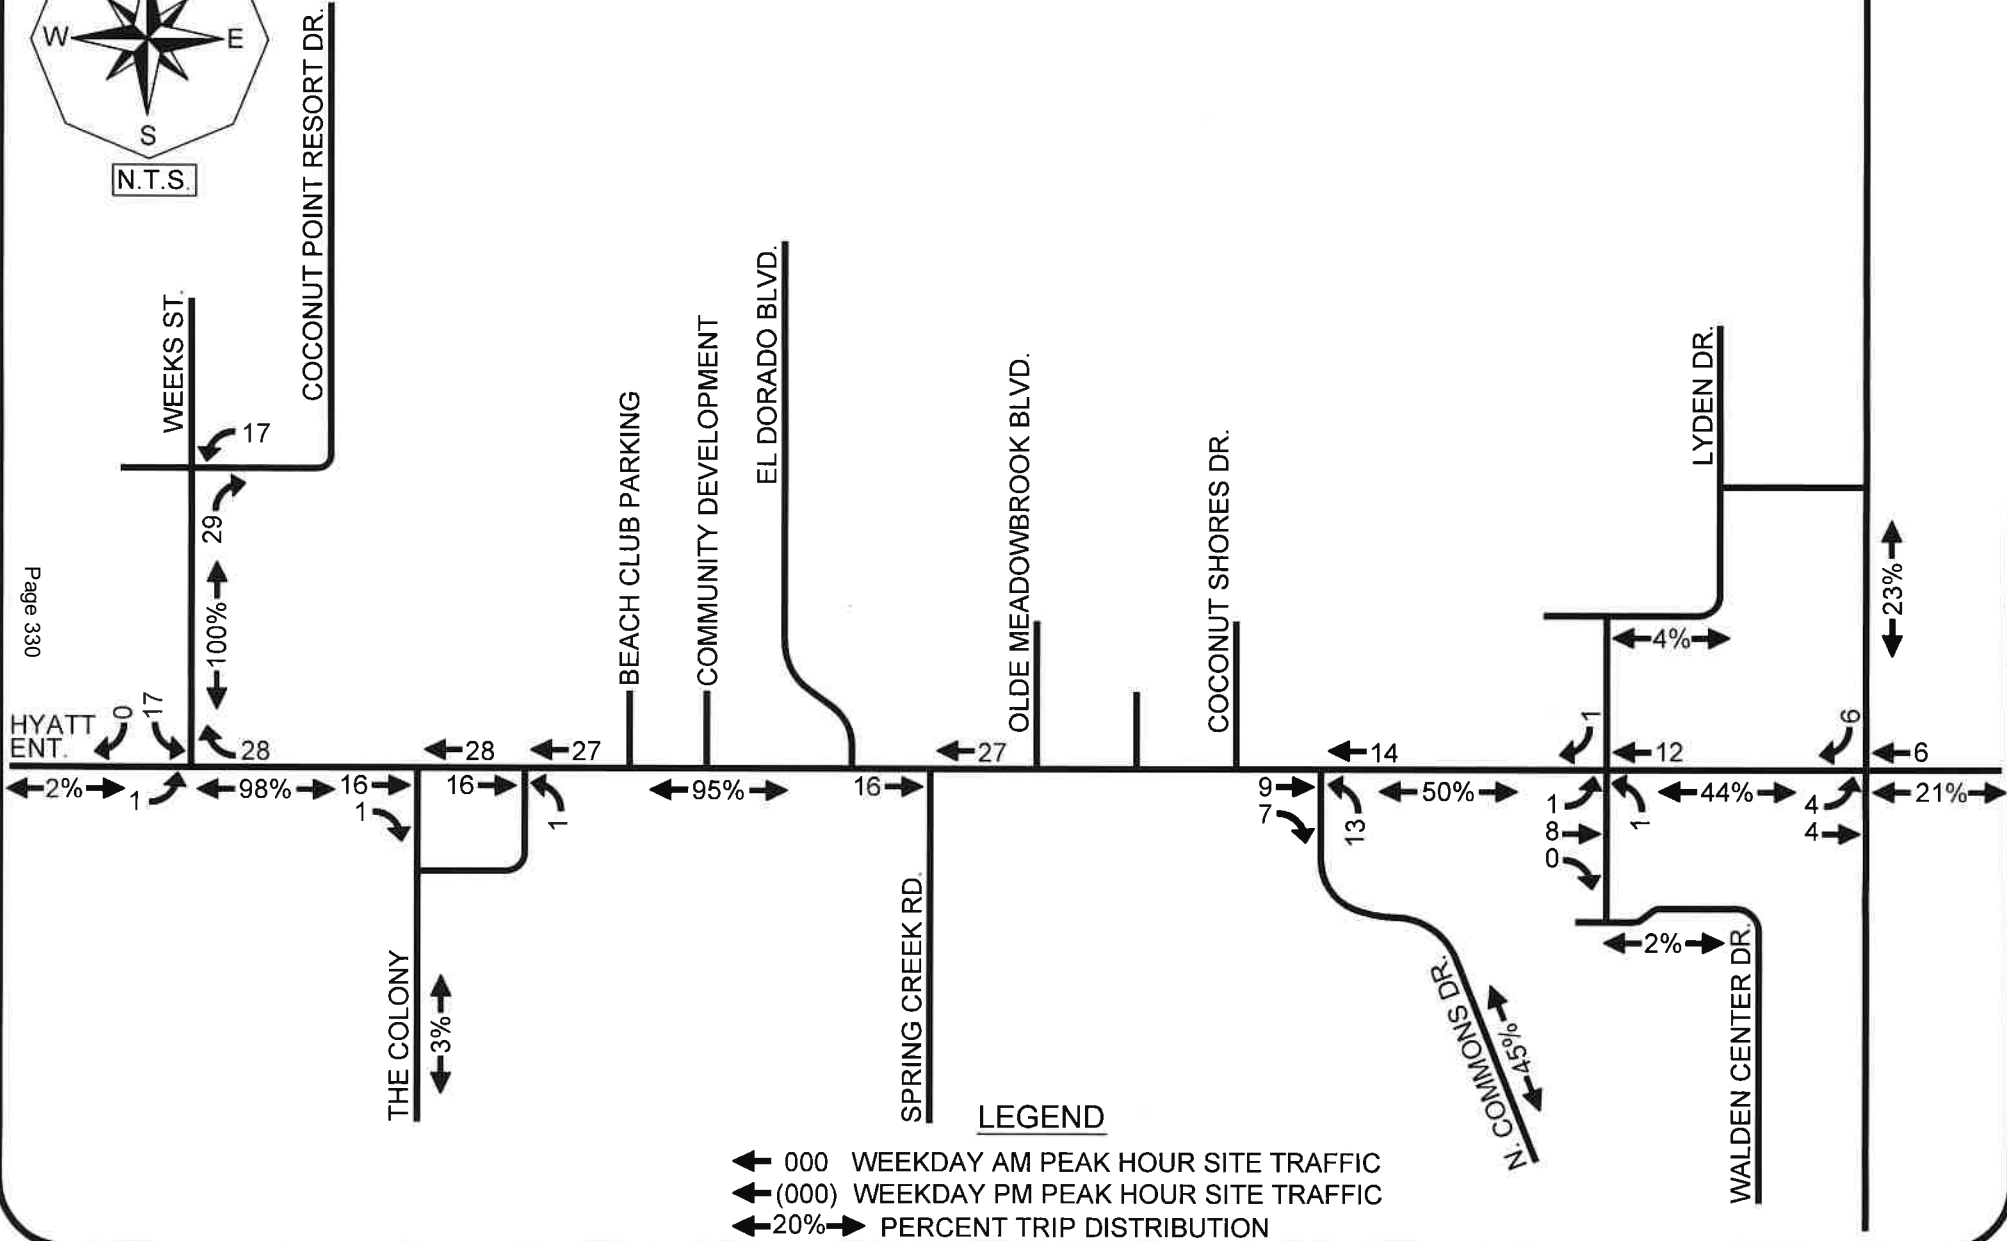 W
E
S
N.T.S.
COCONUT POINT RESORT DR.
WEEKS ST.
17
29
100%
Page 330
HYATT
ENT.
0
17
28
2%
1
98%
28
27
16
16
1
1
THE COLONY
3%
BEACH CLUB PARKING
COMMUNITY DEVELOPMENT
EL DORADO BLVD.
95%
16
27
SPRING CREEK RD.
OLDE MEADOWBROOK BLVD.
COCONUT SHORES DR.
14
9
7
13
50%
N. COMMONS DR.
45%
LYDEN DR.
4%
23%
1
12
1
8
0
1
44%
6
6
4
4
21%
2%
WALDEN CENTER DR.
LEGEND
000 WEEKDAY AM PEAK HOUR SITE TRAFFIC
(000) WEEKDAY PM PEAK HOUR SITE TRAFFIC
20% PERCENT TRIP DISTRIBUTION